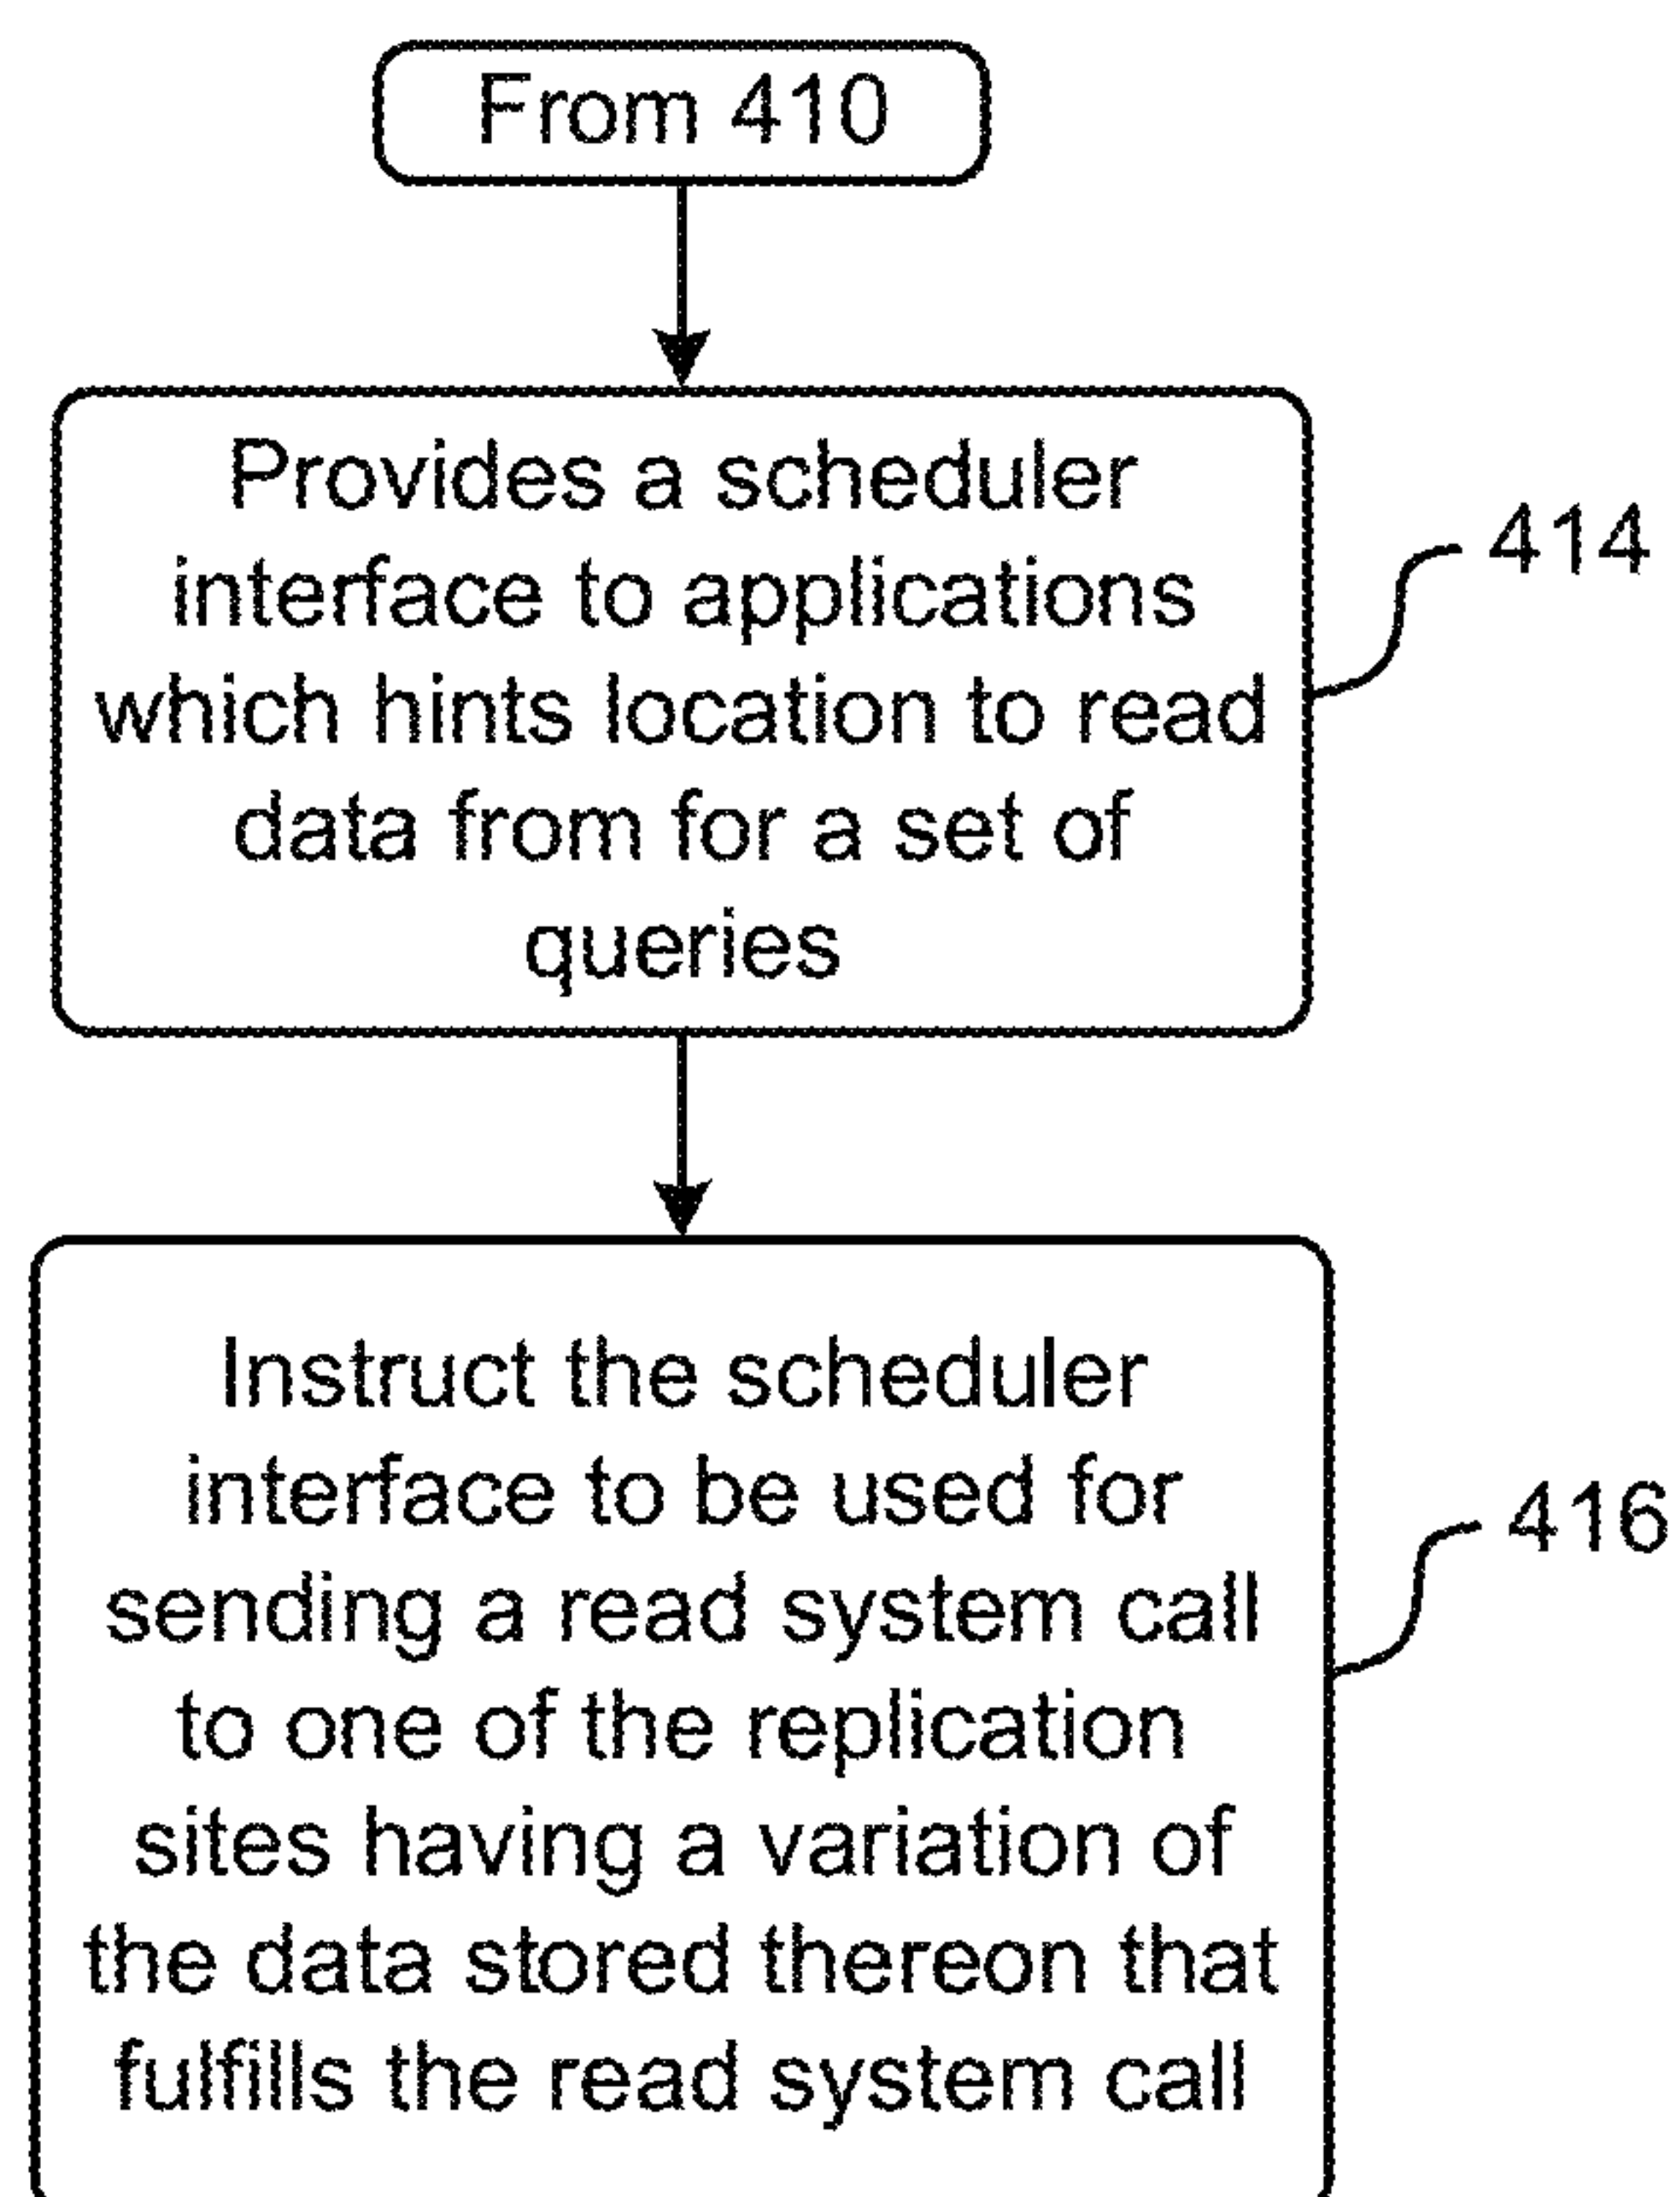 From 410
Provides a scheduler
interface to applications
which hints location to read
data from for a set of
queries
414
Instruct the scheduler
interface to be used for
sending a read system call
to one of the replication
sites having a variation of
the data stored thereon that
fulfills the read system call
416